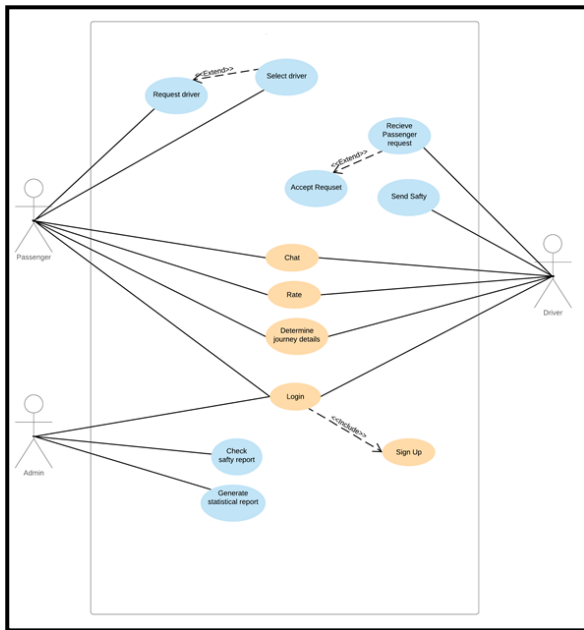 <<Extend>>
Select driver
Request driver
Recieve
Passenger
request
<<Extend>>
Accept Requset
Send Safty
Passenger
Chat
Driver
Rate
Determine
journey details
Login
<<Include>>
Check
safty report
Sign Up
Admin
Generate
statistical report